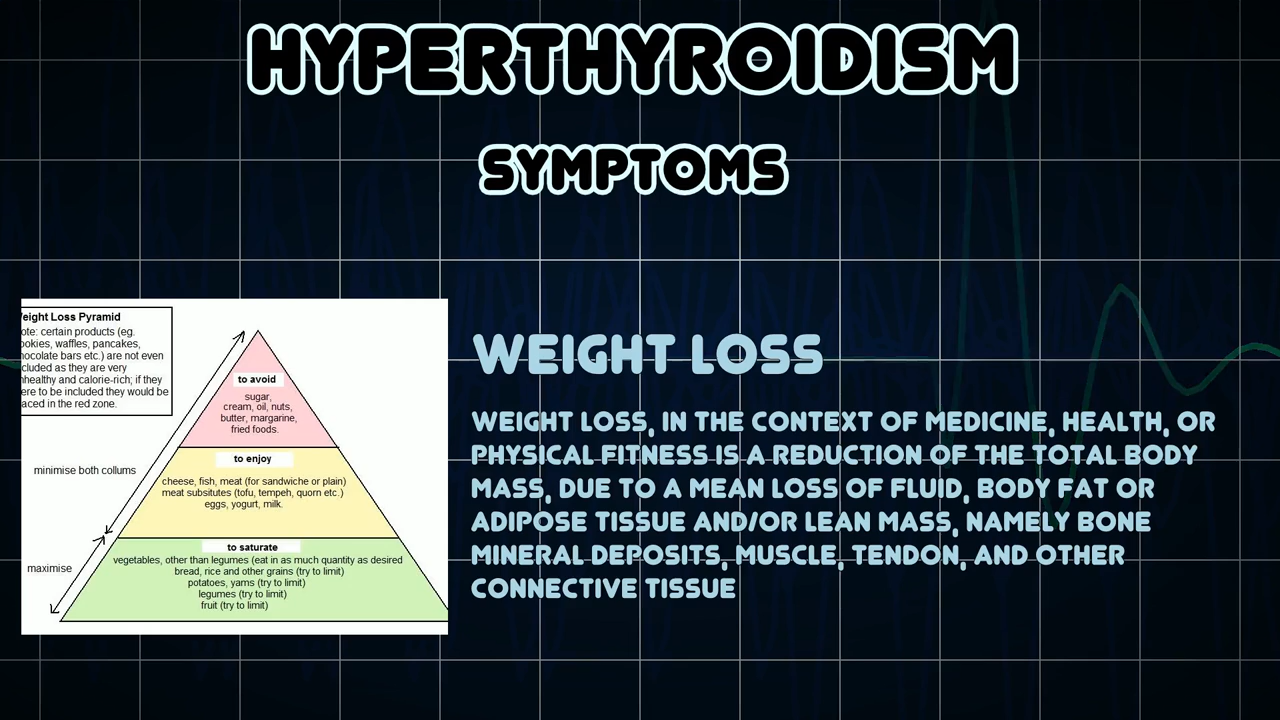 HYPERTHYROIDISM
SYMPTOMS
eight Loss Pyramid
ote: certain products (eg.
ookies, waffles, pancakes,
hocolate bars etc.) are not even
cluded as they are very
nhealthy and calorie-rich; if they
ere to be included they would be
aced in the red zone.
to avoid
sugar,
cream, oil, nuts,
butter, margarine,
fried foods.
to enjoy
minimise both collums
cheese, fish, meat (for sandwiche or plain)
meat subsitutes (tofu, tempeh, quorn etc.)
eggs, yogurt, milk.
to saturate
maximise
vegetables, other than legumes (eat in as much quantity as desired
bread, rice and other grains (try to limit)
potatoes, yams (try to limit)
legumes (try to limit)
fruit (try to limit)
WEIGHT LOSS
WEIGHT LOSS, IN THE CONTEXT OF MEDICINE, HEALTH, OR
PHYSICAL FITNESS IS A REDUCTION OF THE TOTAL BODY
MASS, DUE TO A MEAN LOSS OF FLUID, BODY FAT OR
ADIPOSE TISSUE AND/OR LEAN MASS, NAMELY BONE
MINERAL DEPOSITS, MUSCLE, TENDON, AND OTHER
CONNECTIVE TISSUE